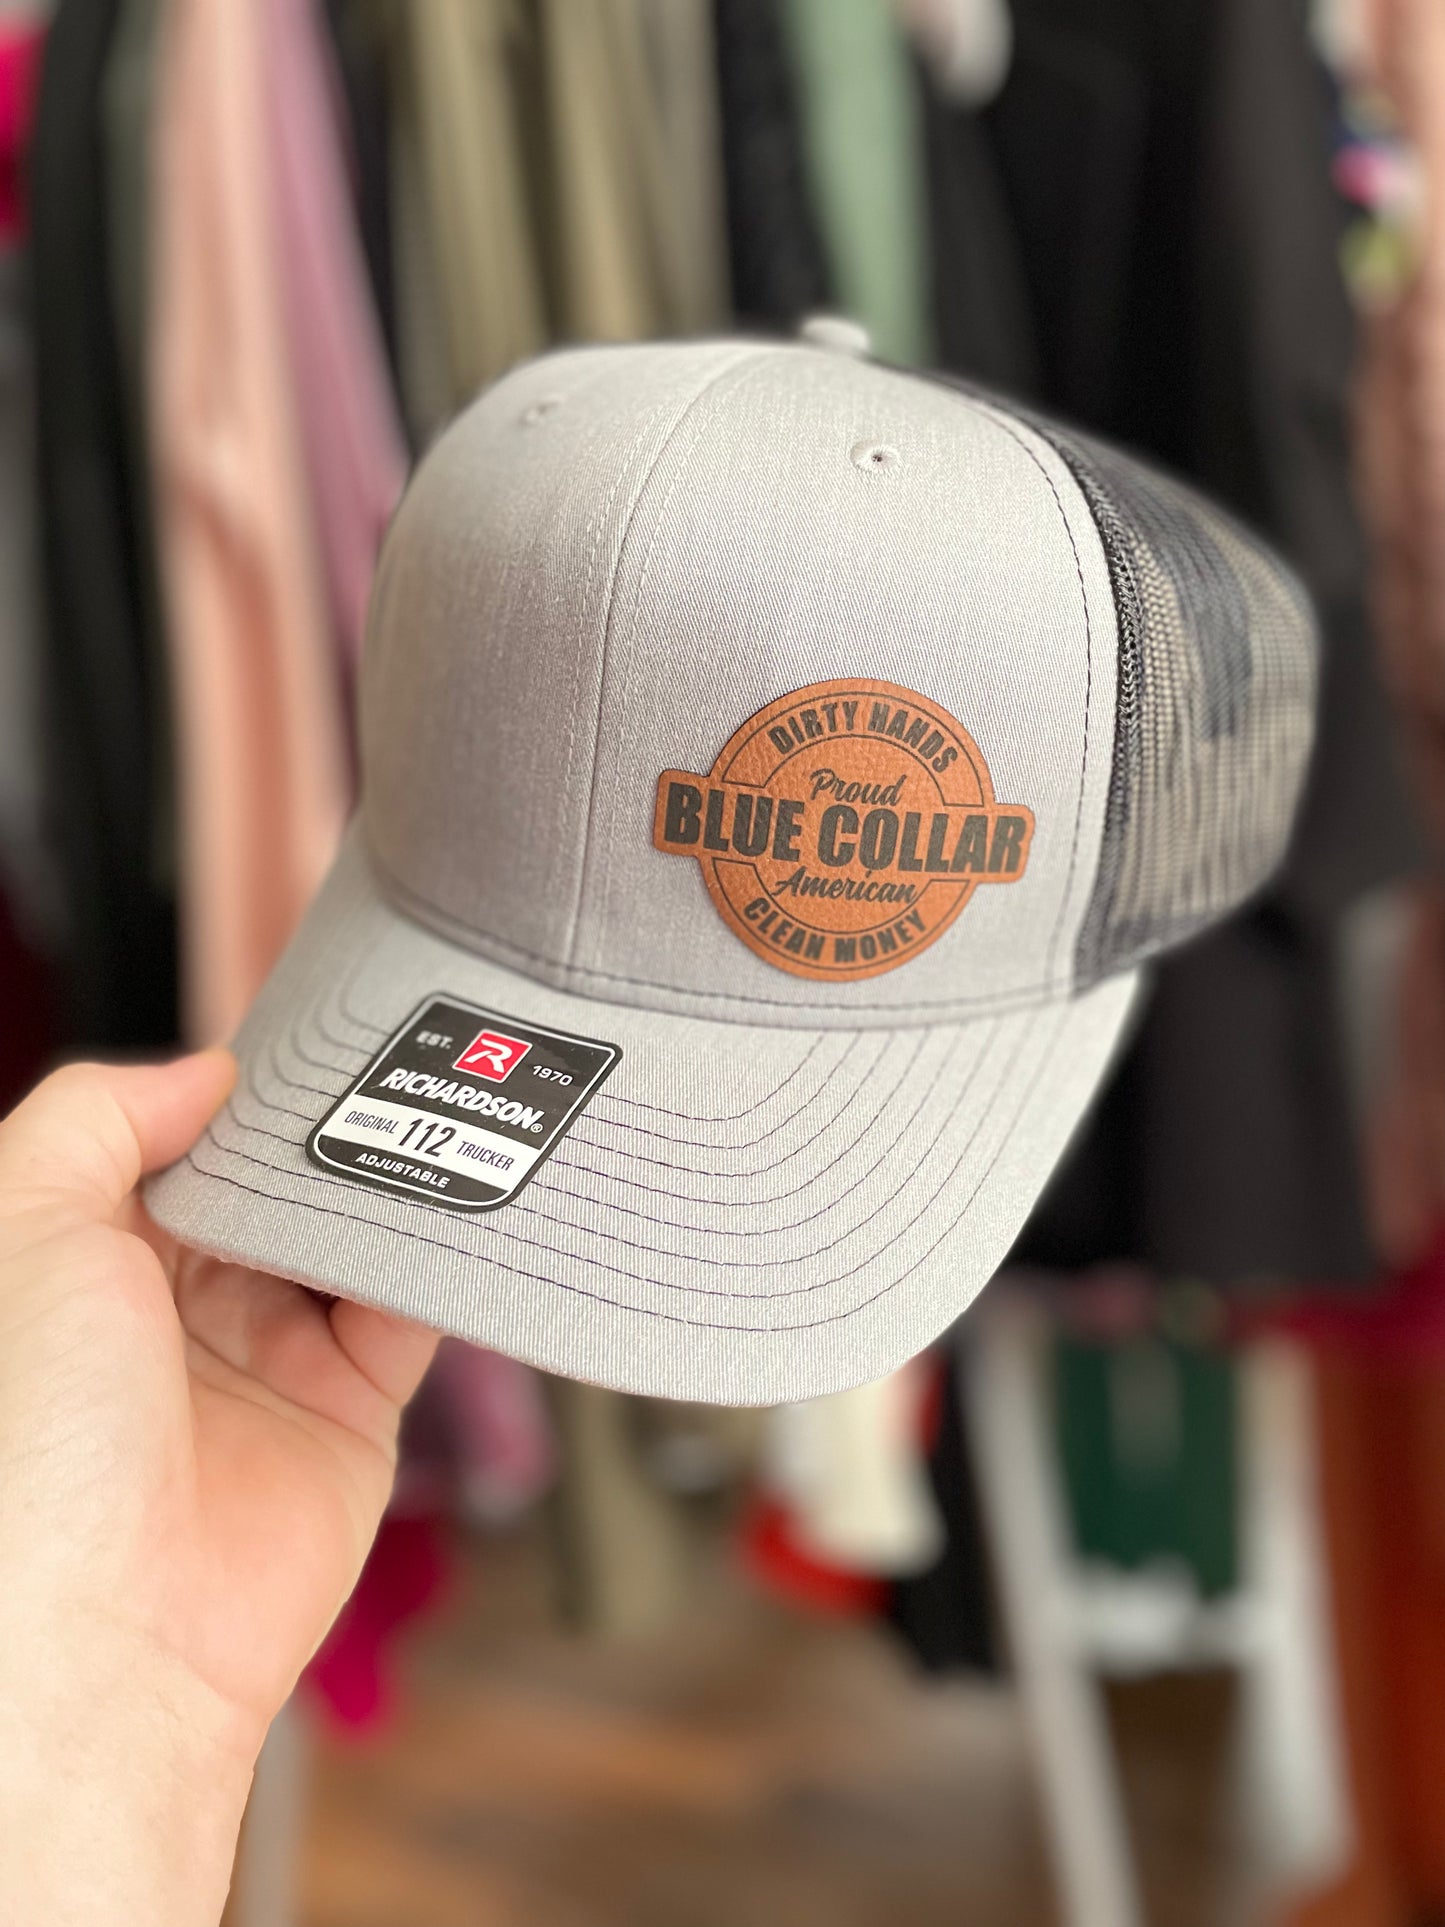 DIRTY HANDS
Proud
BLUE COLLAR
American
CLEAN MONEY
EST. R 1970
RICHARDSON®
ORIGINAL 112 TRUCKER
ADJUSTABLE